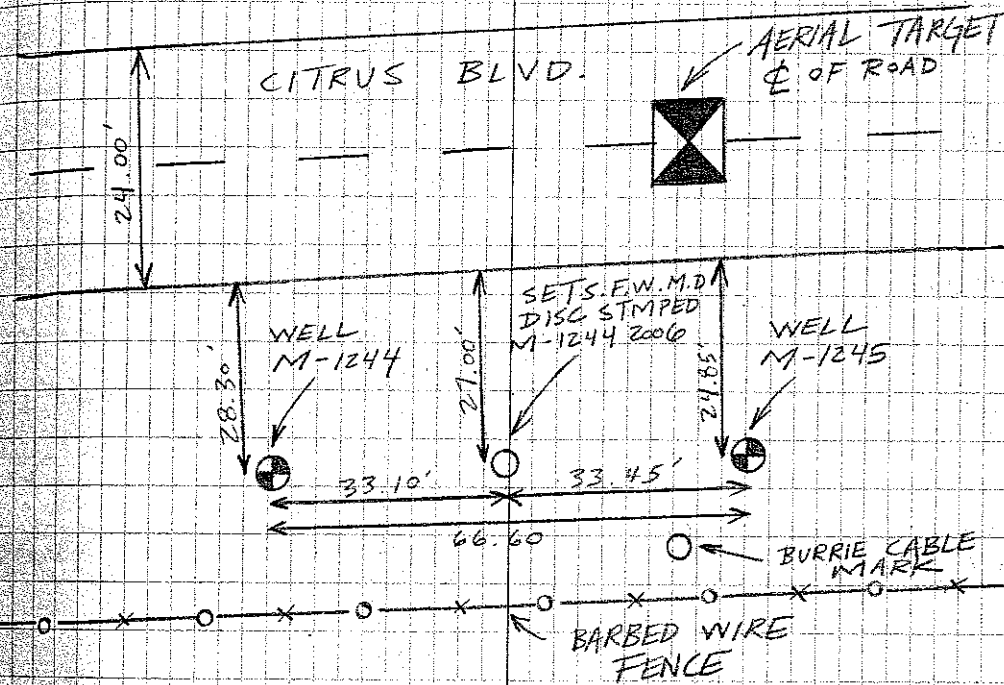 AERIAL TARGET
℄ OF ROAD
CITRUS BLVD.
24.00'
SET S.F.W.M.D
DISC STMPED
M-1244 2006
WELL
M-1244
WELL
M-1245
28.30'
27.00'
24.85'
33.10'
33.45'
66.60
BURRIE CABLE
MARK
BARBED WIRE
FENCE